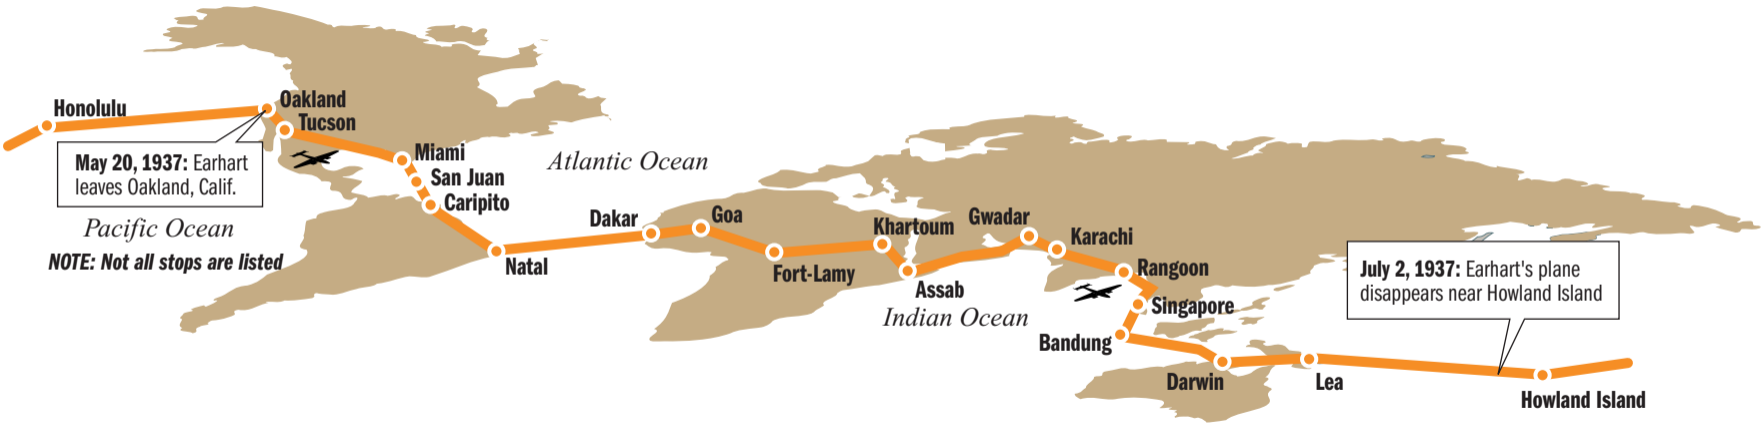 Honolulu
Oakland
Tucson
May 20, 1937: Earhart
leaves Oakland, Calif.
Pacific Ocean
NOTE: Not all stops are listed
Miami
San Juan
Caripito
Natal
Atlantic Ocean
Dakar
Goa
Fort-Lamy
Khartoum
Assab
Indian Ocean
Gwadar
Karachi
Rangoon
Singapore
Bandung
Darwin
Lea
July 2, 1937: Earhart's plane
disappears near Howland Island
Howland Island